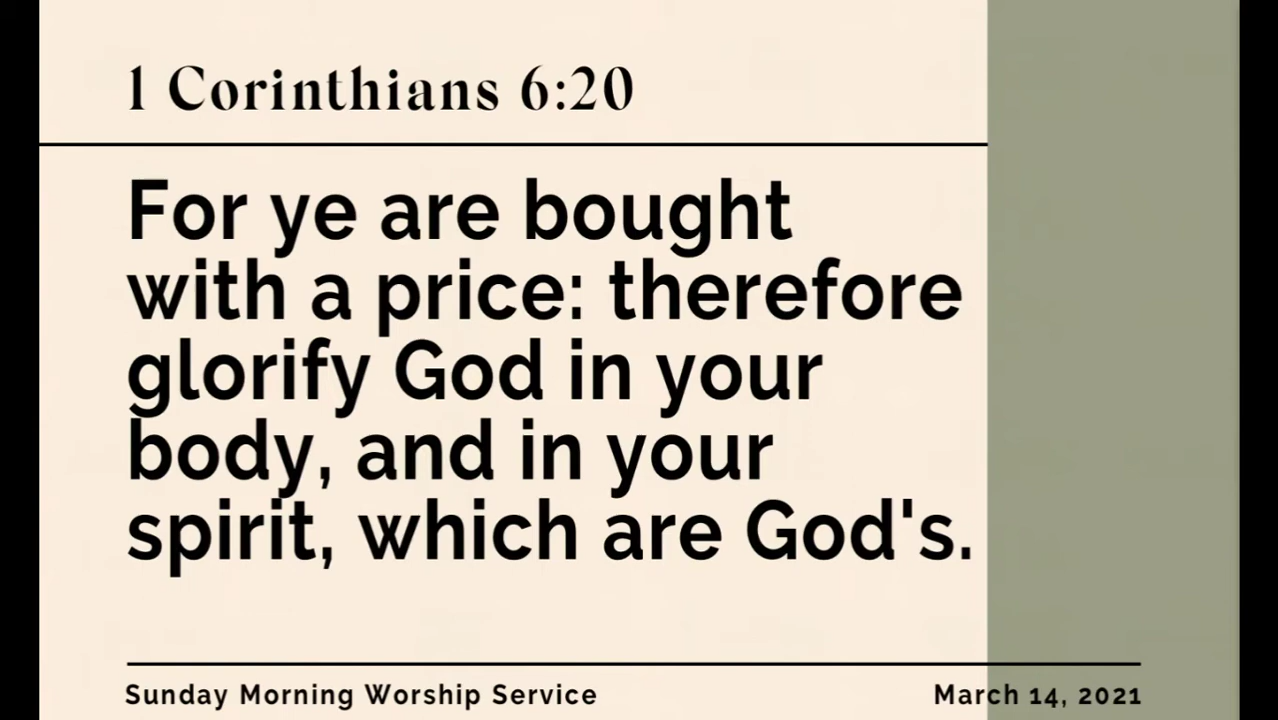 1 Corinthians 6:20
For ye are bought
with a price: therefore
glorify God in your
body, and in your
spirit, which are God's.
Sunday Morning Worship Service
March 14, 2021